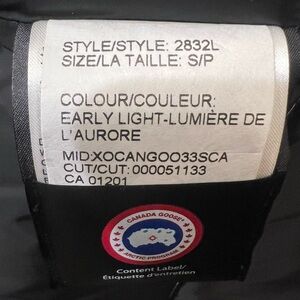 STYLE/STYLE: 2832L
SIZE/LA TAILLE: S/P
COLOUR/COULEUR:
EARLY LIGHT-LUMIÈRE DE
L'AURORE
MID:XOCANGOO33SCA
CUT/CUT: 000051133
CA 01201
CANADA GOOSE
ARCTIC PROGRAM
Content Label/
Étiquette d'entretien